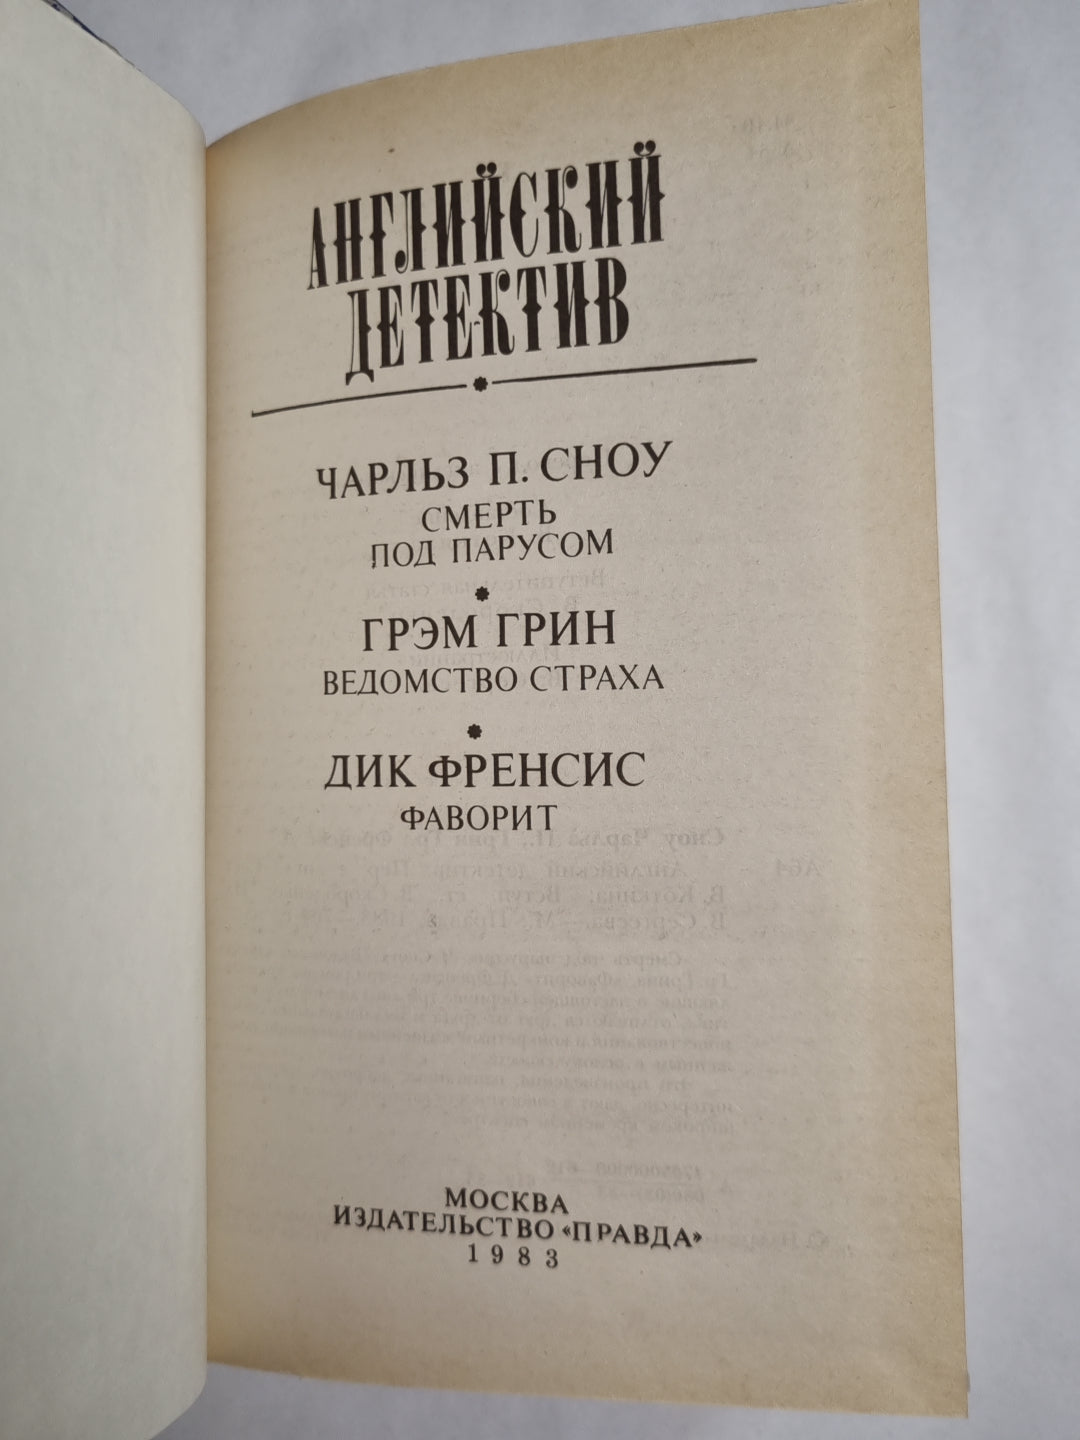 АНГЛИЙСКИЙ
ДЕТЕКТИВ
ЧАРЛЬЗ П. СНОУ
СМЕРТЬ
ПОД ПАРУСОМ
ГРЭМ ГРИН
ВЕДОМСТВО СТРАХА
ДИК ФРЕНСИС
ФАВОРИТ
МОСКВА
ИЗДАТЕЛЬСТВО «ПРАВДА»
1983